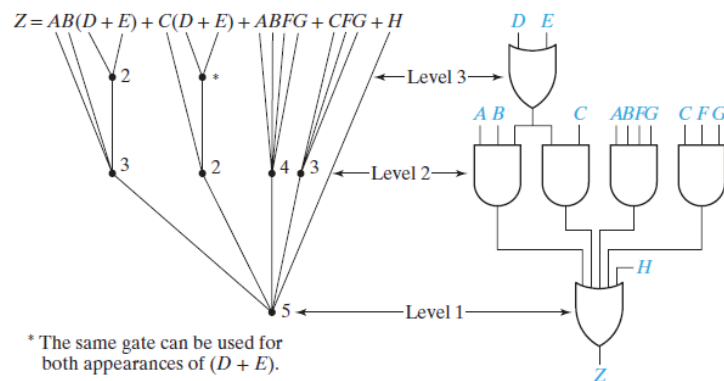 Z = AB(D + E) + C(D + E) + ABFG + CFG + H
D E
2
*
Level 3
A B
C
ABFG
C F G
3
2
4
3
Level 2
H
5
Level 1
* The same gate can be used for
both appearances of (D + E).
Z